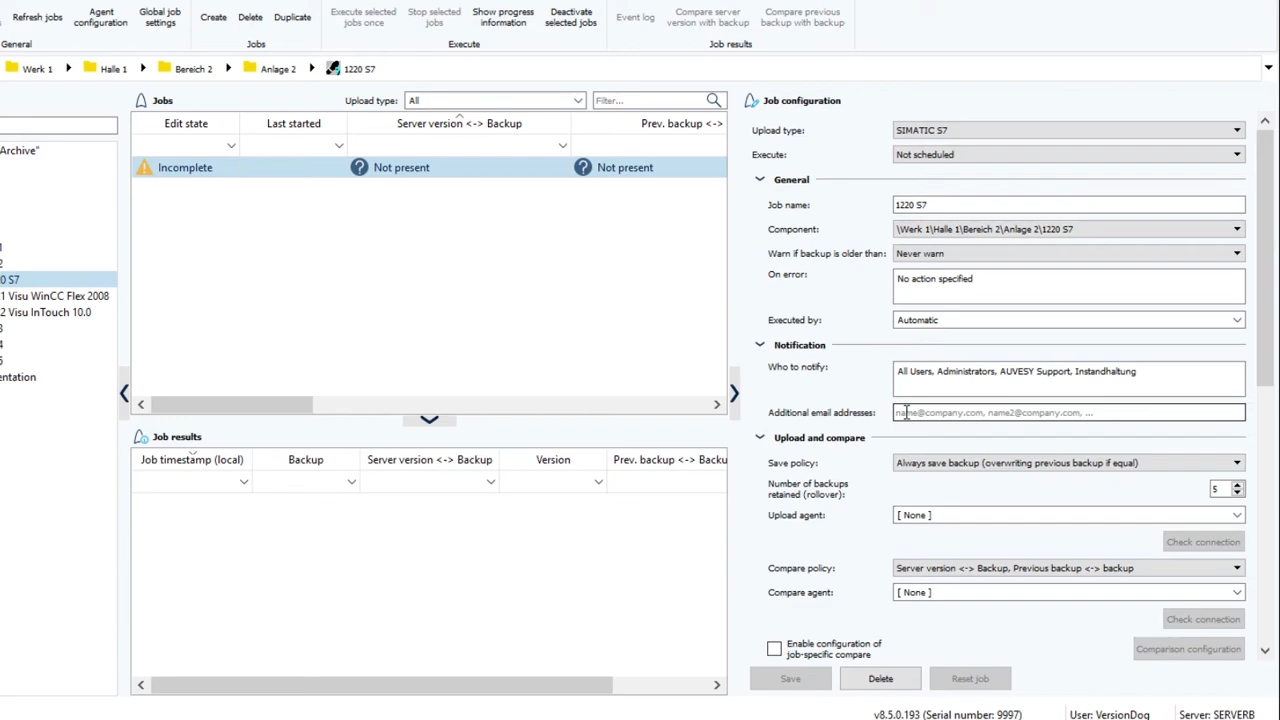 Refresh jobs
Agent
configuration
Global job
settings
Create
Delete
Duplicate
Execute selected
jobs once
Stop selected
jobs
Show progress
information
Deactivate
selected jobs
Event log
Compare server
version with backup
Compare previous
backup with backup
General
Jobs
Execute
Job results
Werk 1
Halle 1
Bereich 2
Anlage 2
1220 S7
Archive"
1
2
0 S7
1 Visu WinCC Flex 2008
2 Visu InTouch 10.0
3
4
5
entation
Jobs
Upload type:
All
Filter...
Edit state
Last started
Server version <-> Backup
Prev. backup <->
Incomplete
Not present
Not present
Job results
Job timestamp (local)
Backup
Server version <-> Backup
Version
Prev. backup <-> Backu
Job configuration
Upload type:
SIMATIC S7
Execute:
Not scheduled
General
Job name:
1220 S7
Component:
\Werk 1\Halle 1\Bereich 2\Anlage 2\1220 S7
Warn if backup is older than:
Never warn
On error:
No action specified
Executed by:
Automatic
Notification
Who to notify:
All Users, Administrators, AUVESY Support, Instandhaltung
Additional email addresses:
name@company.com, name2@company.com, ...
Upload and compare
Save policy:
Always save backup (overwriting previous backup if equal)
Number of backups
retained (rollover):
5
Upload agent:
[ None ]
Check connection
Compare policy:
Server version <-> Backup, Previous backup <-> backup
Compare agent:
[ None ]
Check connection
Enable configuration of
job-specific compare
Comparison configuration
Save
Delete
Reset job
v8.5.0.193 (Serial number: 9997)
User: VersionDog
Server: SERVERB